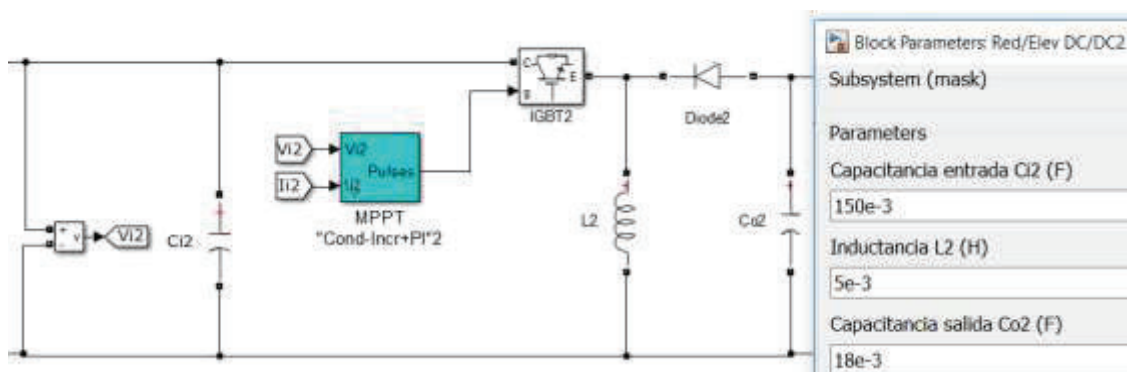 Block Parameters: Red/Elev DC/DC2
Subsystem (mask)
Parameters
Capacitancia entrada Ci2 (F)
150e-3
Inductancia L2 (H)
5e-3
Capacitancia salida Co2 (F)
18e-3
C
E
IGBT2
Diode2
Vi2
Vi2
Pulses
Ii2
MPPT
"Cond-Incr+PI"2
+
-
v
Vi2
Ci2
L2
Co2